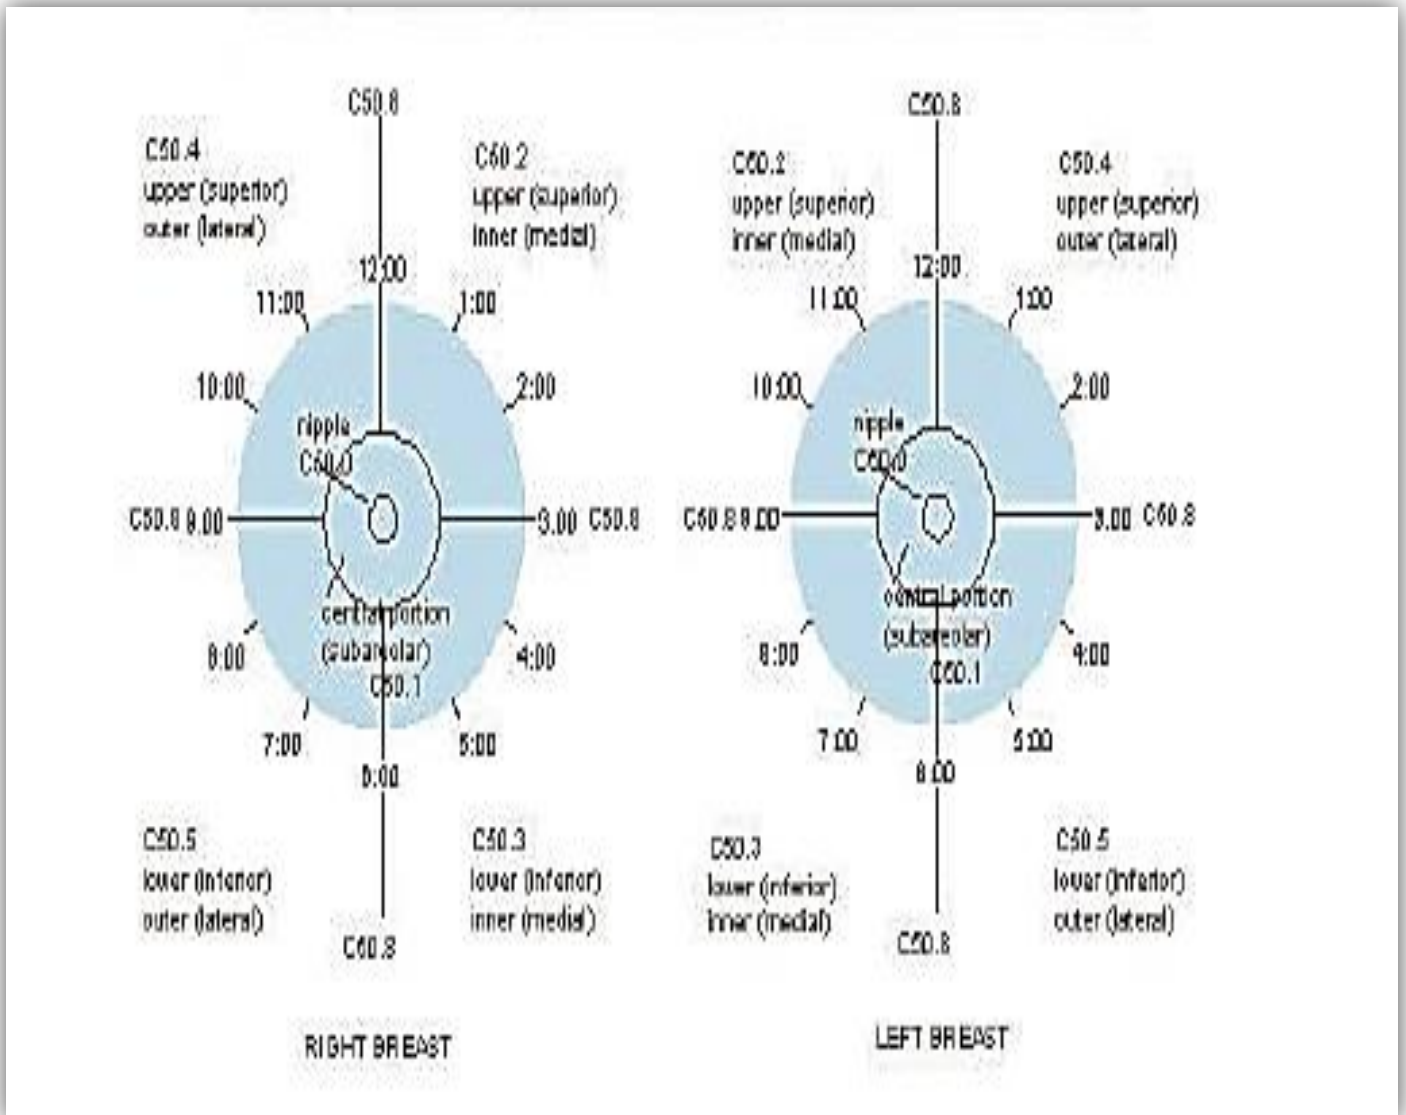 C50.8
C50.4
upper (superior)
outer (lateral)
C50.2
upper (superior)
inner (medial)
12:00
11:00
1:00
10:00
2:00
nipple
C50.0
C50.8 9:00
3:00 C50.8
central portion
(subareolar)
C50.1
8:00
4:00
7:00
5:00
6:00
C50.5
lower (inferior)
outer (lateral)
C50.3
lower (inferior)
inner (medial)
C50.8
RIGHT BREAST
C50.8
C50.2
upper (superior)
inner (medial)
C50.4
upper (superior)
outer (lateral)
12:00
11:00
1:00
10:00
2:00
nipple
C50.0
C50.8 9:00
3:00 C50.8
central portion
(subareolar)
C50.1
8:00
4:00
7:00
5:00
6:00
C50.3
lower (inferior)
inner (medial)
C50.5
lower (inferior)
outer (lateral)
C50.8
LEFT BREAST